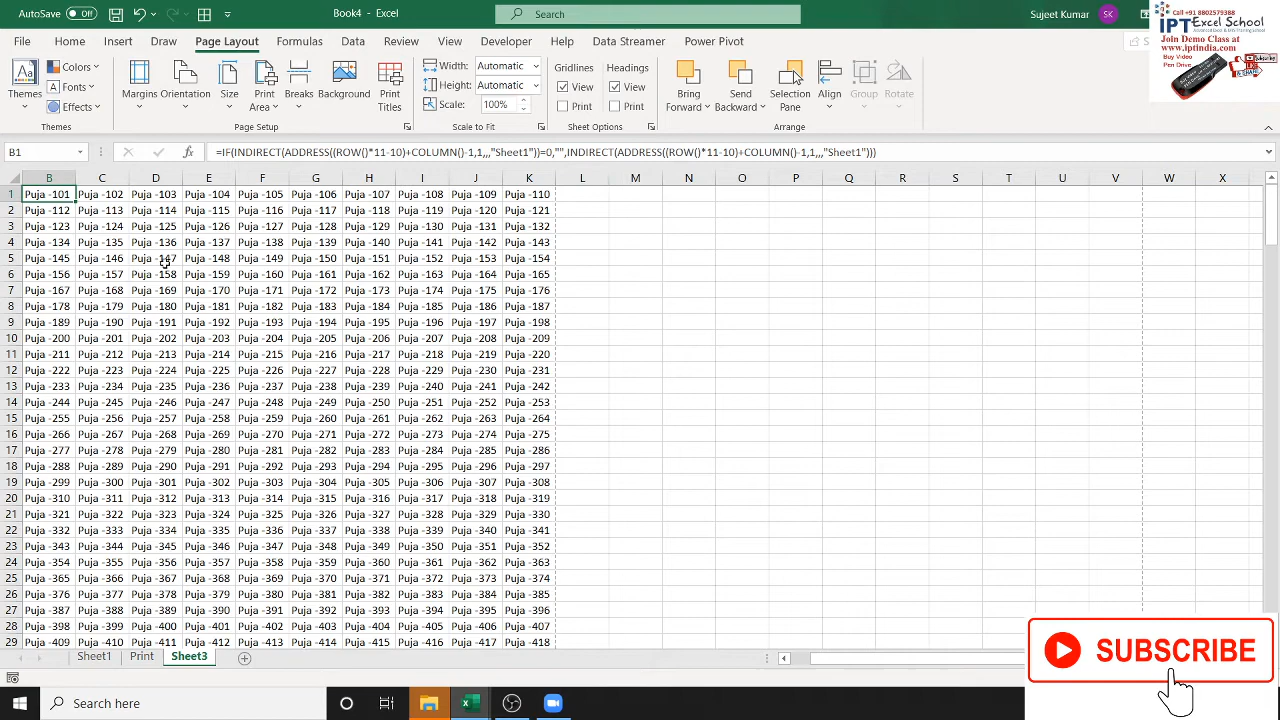 AutoSave Off
Book4 - Excel
Search
Sujeet Kumar
SK
Call +91 8802579388
IPT Excel School
Join Demo Class at
www.iptindia.com
Buy Video
Pen Drive
File Home Insert Draw Page Layout Formulas Data Review View Developer Help Data Streamer Power Pivot
Themes Colors Fonts Effects
Margins Orientation Size Print Area Breaks Background Print Titles
Width: Automatic
Height: Automatic
Scale: 100%
Gridlines Headings
View View
Print Print
Bring Forward Send Backward Selection Pane Align Group Rotate
Themes Page Setup Scale to Fit Sheet Options Arrange
B1 fx =IF(INDIRECT(ADDRESS((ROW()*11-10)+COLUMN()-1,1,,,"Sheet1"))=0,"",INDIRECT(ADDRESS((ROW()*11-10)+COLUMN()-1,1,,,"Sheet1")))
B C D E F G H I J K L M N O P Q R S T U V W X
1 Puja -101 Puja -102 Puja -103 Puja -104 Puja -105 Puja -106 Puja -107 Puja -108 Puja -109 Puja -110
2 Puja -112 Puja -113 Puja -114 Puja -115 Puja -116 Puja -117 Puja -118 Puja -119 Puja -120 Puja -121
3 Puja -123 Puja -124 Puja -125 Puja -126 Puja -127 Puja -128 Puja -129 Puja -130 Puja -131 Puja -132
4 Puja -134 Puja -135 Puja -136 Puja -137 Puja -138 Puja -139 Puja -140 Puja -141 Puja -142 Puja -143
5 Puja -145 Puja -146 Puja -147 Puja -148 Puja -149 Puja -150 Puja -151 Puja -152 Puja -153 Puja -154
6 Puja -156 Puja -157 Puja -158 Puja -159 Puja -160 Puja -161 Puja -162 Puja -163 Puja -164 Puja -165
7 Puja -167 Puja -168 Puja -169 Puja -170 Puja -171 Puja -172 Puja -173 Puja -174 Puja -175 Puja -176
8 Puja -178 Puja -179 Puja -180 Puja -181 Puja -182 Puja -183 Puja -184 Puja -185 Puja -186 Puja -187
9 Puja -189 Puja -190 Puja -191 Puja -192 Puja -193 Puja -194 Puja -195 Puja -196 Puja -197 Puja -198
10 Puja -200 Puja -201 Puja -202 Puja -203 Puja -204 Puja -205 Puja -206 Puja -207 Puja -208 Puja -209
11 Puja -211 Puja -212 Puja -213 Puja -214 Puja -215 Puja -216 Puja -217 Puja -218 Puja -219 Puja -220
12 Puja -222 Puja -223 Puja -224 Puja -225 Puja -226 Puja -227 Puja -228 Puja -229 Puja -230 Puja -231
13 Puja -233 Puja -234 Puja -235 Puja -236 Puja -237 Puja -238 Puja -239 Puja -240 Puja -241 Puja -242
14 Puja -244 Puja -245 Puja -246 Puja -247 Puja -248 Puja -249 Puja -250 Puja -251 Puja -252 Puja -253
15 Puja -255 Puja -256 Puja -257 Puja -258 Puja -259 Puja -260 Puja -261 Puja -262 Puja -263 Puja -264
16 Puja -266 Puja -267 Puja -268 Puja -269 Puja -270 Puja -271 Puja -272 Puja -273 Puja -274 Puja -275
17 Puja -277 Puja -278 Puja -279 Puja -280 Puja -281 Puja -282 Puja -283 Puja -284 Puja -285 Puja -286
18 Puja -288 Puja -289 Puja -290 Puja -291 Puja -292 Puja -293 Puja -294 Puja -295 Puja -296 Puja -297
19 Puja -299 Puja -300 Puja -301 Puja -302 Puja -303 Puja -304 Puja -305 Puja -306 Puja -307 Puja -308
20 Puja -310 Puja -311 Puja -312 Puja -313 Puja -314 Puja -315 Puja -316 Puja -317 Puja -318 Puja -319
21 Puja -321 Puja -322 Puja -323 Puja -324 Puja -325 Puja -326 Puja -327 Puja -328 Puja -329 Puja -330
22 Puja -332 Puja -333 Puja -334 Puja -335 Puja -336 Puja -337 Puja -338 Puja -339 Puja -340 Puja -341
23 Puja -343 Puja -344 Puja -345 Puja -346 Puja -347 Puja -348 Puja -349 Puja -350 Puja -351 Puja -352
24 Puja -354 Puja -355 Puja -356 Puja -357 Puja -358 Puja -359 Puja -360 Puja -361 Puja -362 Puja -363
25 Puja -365 Puja -366 Puja -367 Puja -368 Puja -369 Puja -370 Puja -371 Puja -372 Puja -373 Puja -374
26 Puja -376 Puja -377 Puja -378 Puja -379 Puja -380 Puja -381 Puja -382 Puja -383 Puja -384 Puja -385
27 Puja -387 Puja -388 Puja -389 Puja -390 Puja -391 Puja -392 Puja -393 Puja -394 Puja -395 Puja -396
28 Puja -398 Puja -399 Puja -400 Puja -401 Puja -402 Puja -403 Puja -404 Puja -405 Puja -406 Puja -407
29 Puja -409 Puja -410 Puja -411 Puja -412 Puja -413 Puja -414 Puja -415 Puja -416 Puja -417 Puja -418
Sheet1 Print Sheet3
SUBSCRIBE
Search here